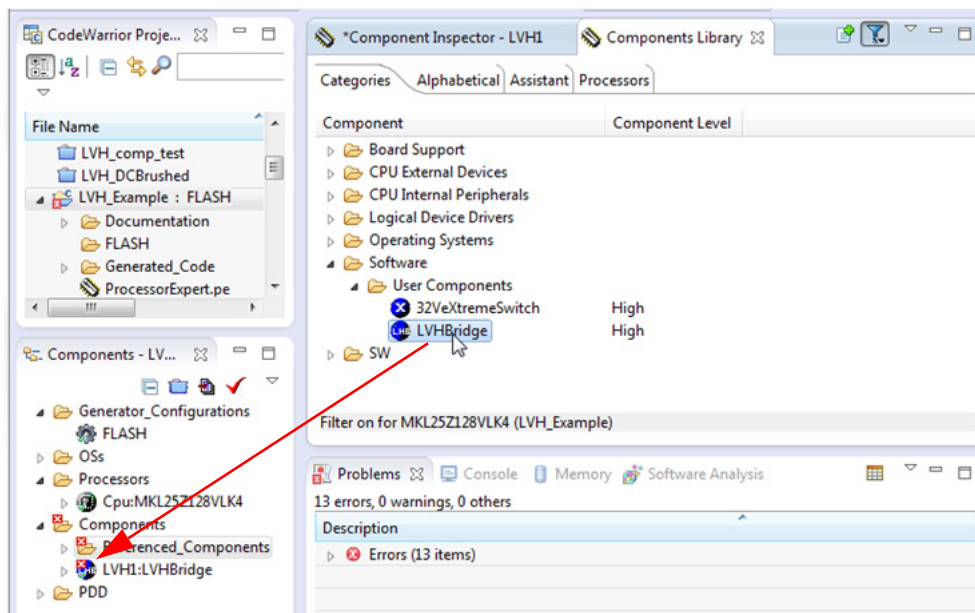 CodeWarrior Proje...
File Name
LVH_comp_test
LVH_DCBrushed
LVH_Example : FLASH
Documentation
FLASH
Generated_Code
ProcessorExpert.pe
Components - LV...
Generator_Configurations
FLASH
OSs
Processors
Cpu:MKL25Z128VLK4
Components
Referenced_Components
LVH1:LVHBridge
PDD
*Component Inspector - LVH1 Components Library
Categories Alphabetical Assistant Processors
Component Component Level
Board Support
CPU External Devices
CPU Internal Peripherals
Logical Device Drivers
Operating Systems
Software
User Components
32VeXtremeSwitch High
LVHBridge High
SW
Filter on for MKL25Z128VLK4 (LVH_Example)
Problems Console Memory Software Analysis
13 errors, 0 warnings, 0 others
Description
Errors (13 items)